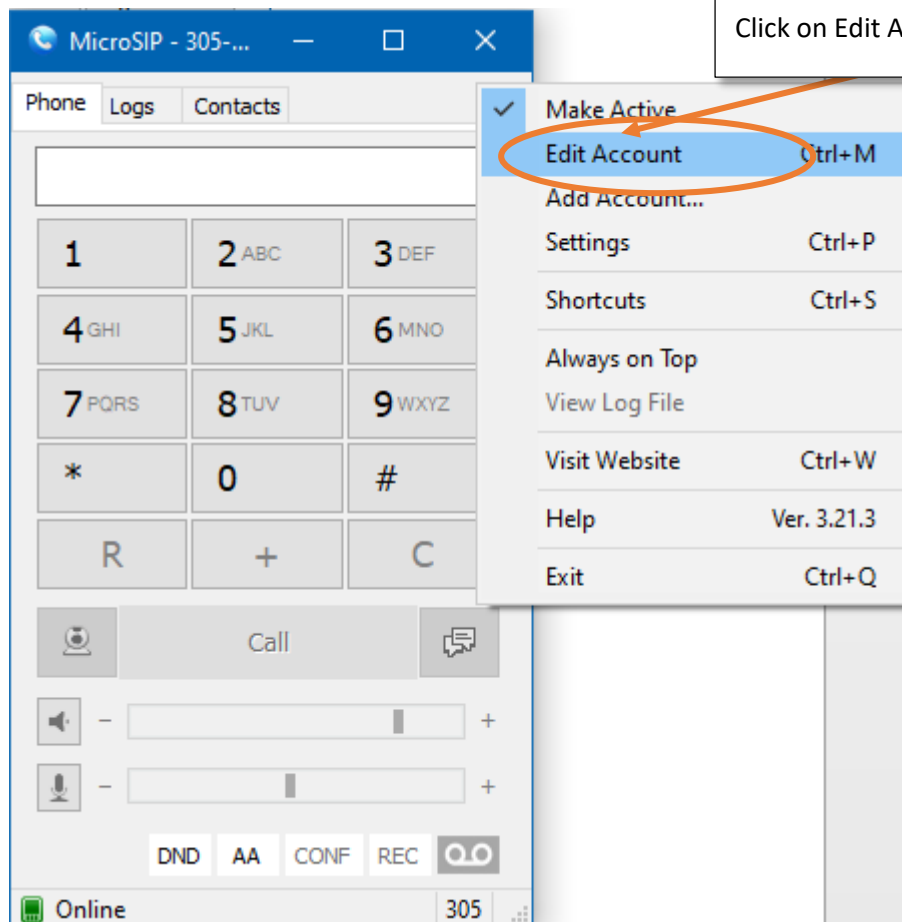 MicroSIP - 305-...
Click on Edit A
Phone Logs Contacts
Make Active
Edit Account Ctrl+M
Add Account...
Settings Ctrl+P
Shortcuts Ctrl+S
Always on Top
View Log File
Visit Website Ctrl+W
Help Ver. 3.21.3
Exit Ctrl+Q
1 2 ABC 3 DEF
4 GHI 5 JKL 6 MNO
7 PQRS 8 TUV 9 WXYZ
* 0 #
R + C
Call
- +
- +
DND AA CONF REC
Online 305